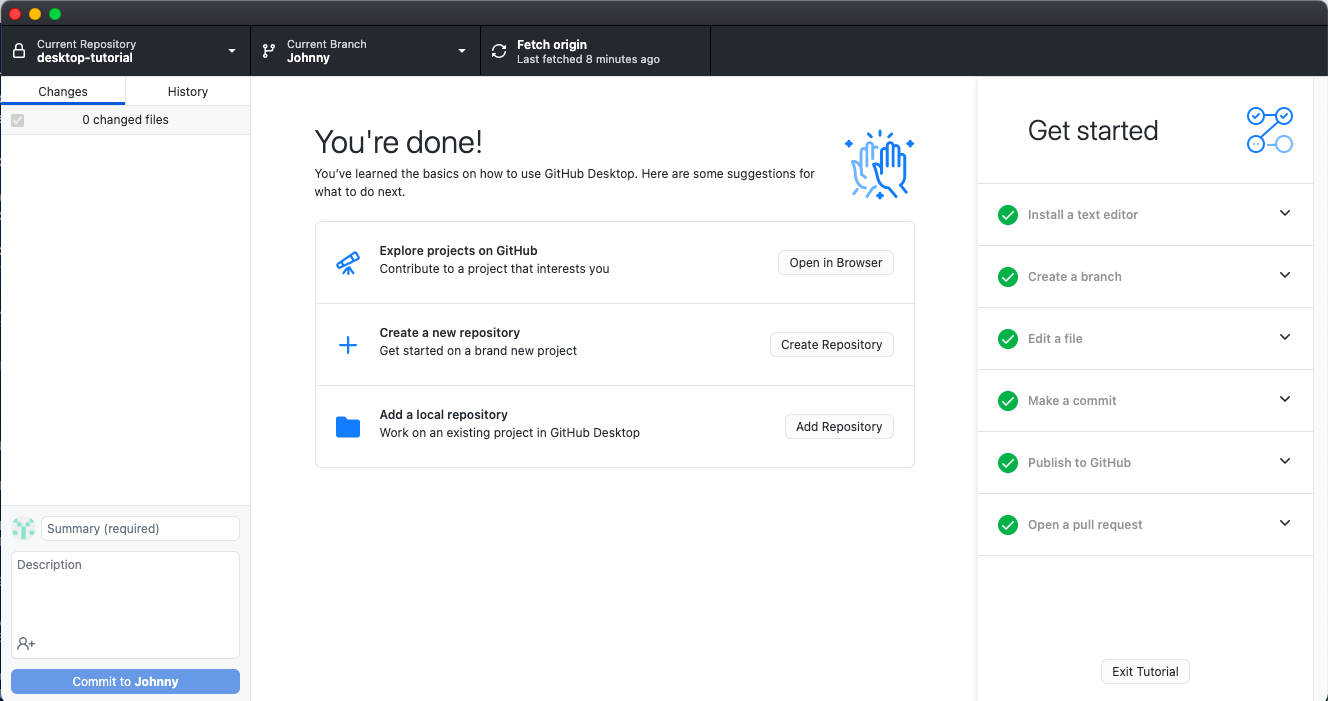 Current Repository
desktop-tutorial
Current Branch
Johnny
Fetch origin
Last fetched 8 minutes ago
Changes
History
0 changed files
You're done!
You’ve learned the basics on how to use GitHub Desktop. Here are some suggestions for
what to do next.
Explore projects on GitHub
Contribute to a project that interests you
Open in Browser
Create a new repository
Get started on a brand new project
Create Repository
Add a local repository
Work on an existing project in GitHub Desktop
Add Repository
Summary (required)
Description
Commit to Johnny
Get started
Install a text editor
Create a branch
Edit a file
Make a commit
Publish to GitHub
Open a pull request
Exit Tutorial